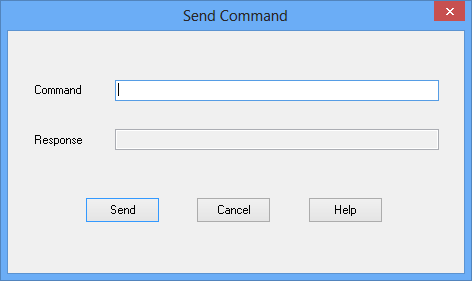 Send Command
Command
Response
Send Cancel Help